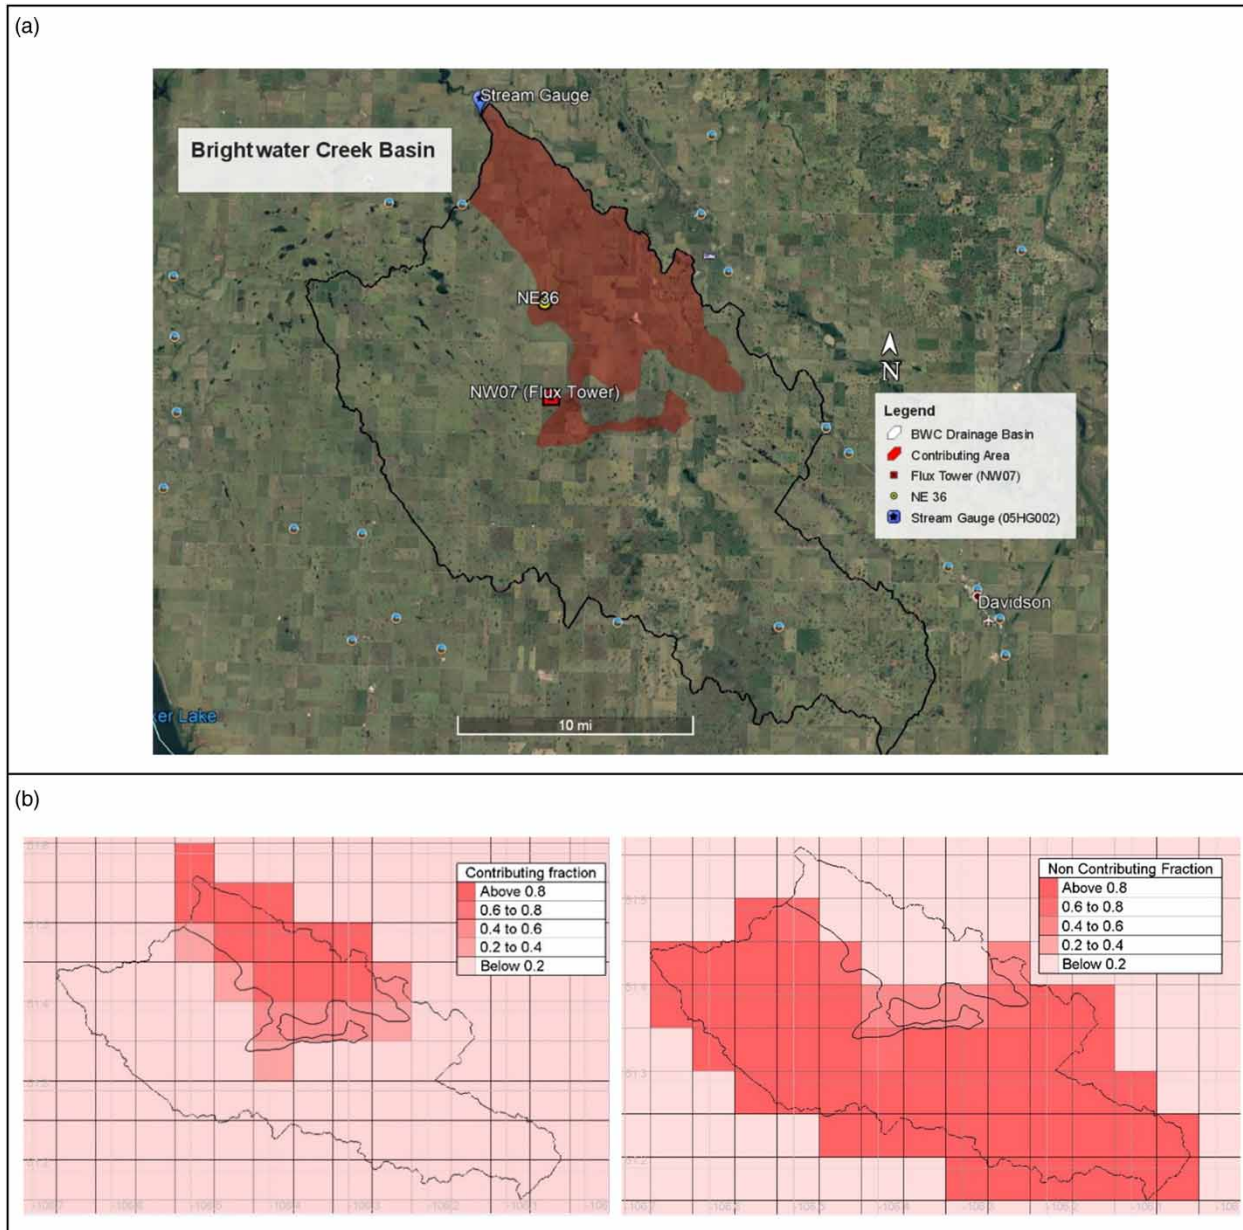 (a)
Stream Gauge
Brightwater Creek Basin
NE36
NW07 (Flux Tower)
N
Legend
BWC Drainage Basin
Contributing Area
Flux Tower (NW07)
NE 36
Stream Gauge (05HG002)
Davidson
ker Lake
10 mi
(b)
Contributing fraction
Above 0.8
0.6 to 0.8
0.4 to 0.6
0.2 to 0.4
Below 0.2
Non Contributing Fraction
Above 0.8
0.6 to 0.8
0.4 to 0.6
0.2 to 0.4
Below 0.2